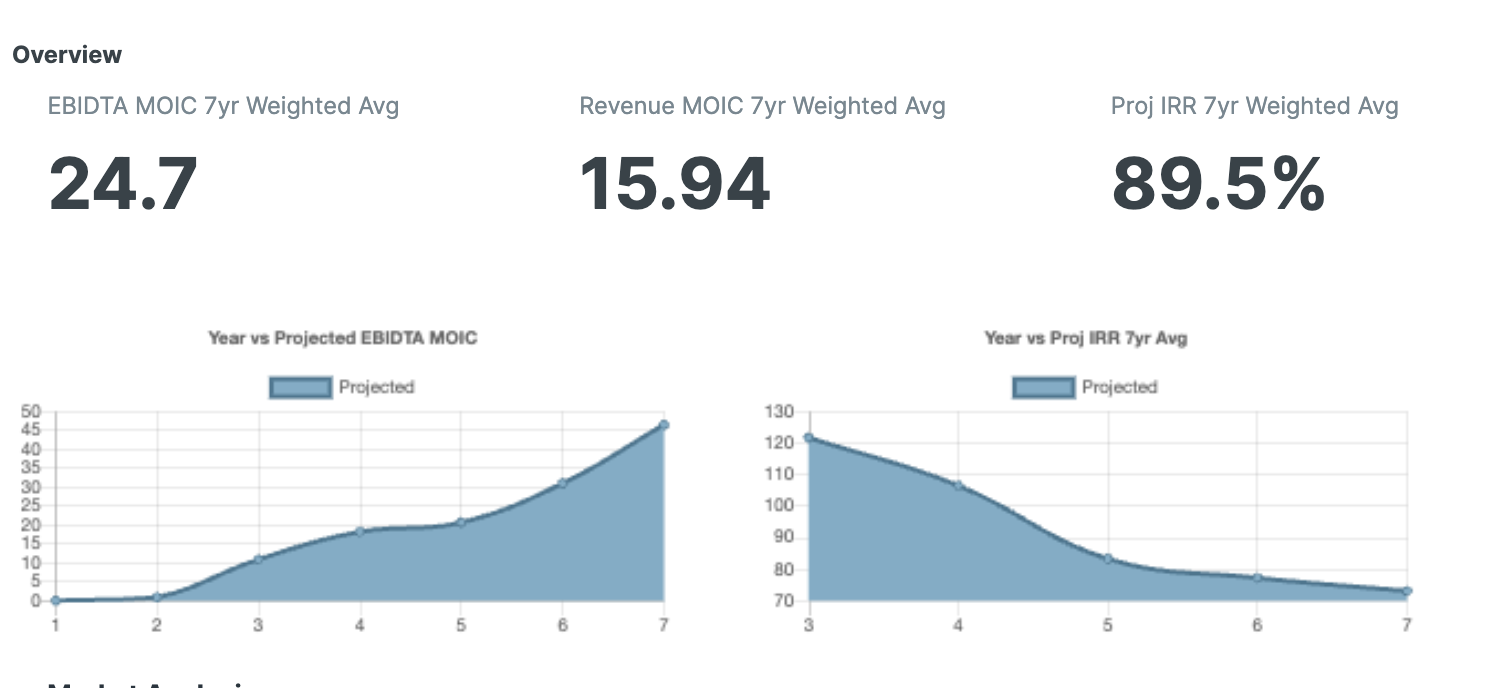 Overview
EBIDTA MOIC 7yr Weighted Avg Revenue MOIC 7yr Weighted Avg Proj IRR 7yr Weighted Avg
24.7 15.94 89.5%
Year vs Projected EBIDTA MOIC
Projected
50
45
40
35
30
25
20
15
10
5
0
1 2 3 4 5 6 7
Year vs Proj IRR 7yr Avg
Projected
130
120
110
100
90
80
70
3 4 5 6 7